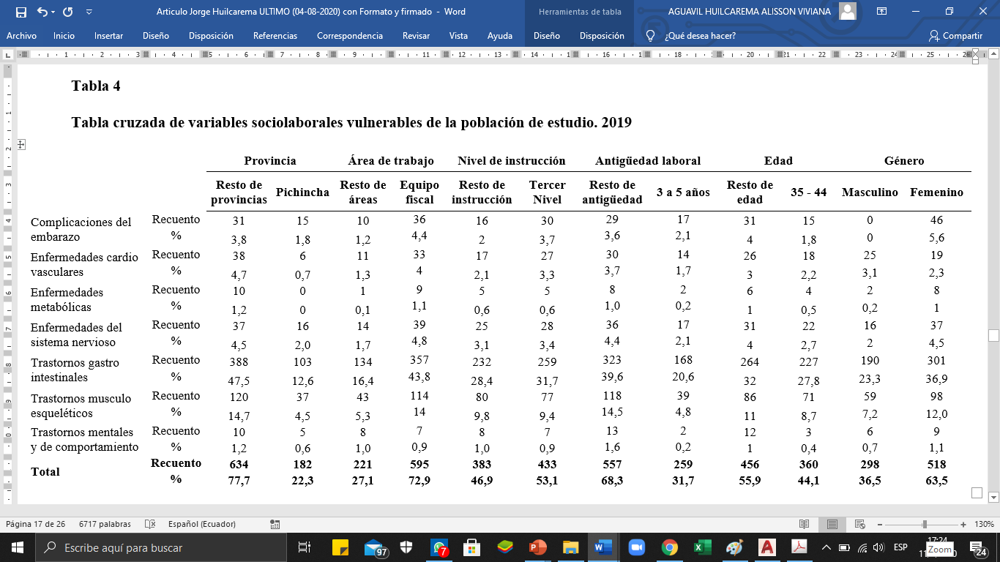 Articulo Jorge Huilcarema ULTIMO (04-08-2020) con Formato y firmado - Word
Herramientas de tabla
AGUAVIL HUILCAREMA ALISSON VIVIANA
Archivo Inicio Insertar Diseño Disposición Referencias Correspondencia Revisar Vista Ayuda Diseño Disposición ¿Qué desea hacer? Compartir
Tabla 4
Tabla cruzada de variables sociolaborales vulnerables de la población de estudio. 2019
Provincia Área de trabajo Nivel de instrucción Antigüedad laboral Edad Género
Resto de provincias Pichincha Resto de áreas Equipo fiscal Resto de instrucción Tercer Nivel Resto de antigüedad 3 a 5 años Resto de edad 35 - 44 Masculino Femenino
Complicaciones del embarazo
Recuento 31 15 10 36 16 30 29 17 31 15 0 46
% 3,8 1,8 1,2 4,4 2 3,7 3,6 2,1 4 1,8 0 5,6
Enfermedades cardio vasculares
Recuento 38 6 11 33 17 27 30 14 26 18 25 19
% 4,7 0,7 1,3 4 2,1 3,3 3,7 1,7 3 2,2 3,1 2,3
Enfermedades metabólicas
Recuento 10 0 1 9 5 5 8 2 6 4 2 8
% 1,2 0 0,1 1,1 0,6 0,6 1,0 0,2 1 0,5 0,2 1
Enfermedades del sistema nervioso
Recuento 37 16 14 39 25 28 36 17 31 22 16 37
% 4,5 2,0 1,7 4,8 3,1 3,4 4,4 2,1 4 2,7 2 4,5
Trastornos gastro intestinales
Recuento 388 103 134 357 232 259 323 168 264 227 190 301
% 47,5 12,6 16,4 43,8 28,4 31,7 39,6 20,6 32 27,8 23,3 36,9
Trastornos musculo esqueléticos
Recuento 120 37 43 114 80 77 118 39 86 71 59 98
% 14,7 4,5 5,3 14 9,8 9,4 14,5 4,8 11 8,7 7,2 12,0
Trastornos mentales y de comportamiento
Recuento 10 5 8 7 8 7 13 2 12 3 6 9
% 1,2 0,6 1,0 0,9 1,0 0,9 1,6 0,2 1 0,4 0,7 1,1
Total
Recuento 634 182 221 595 383 433 557 259 456 360 298 518
% 77,7 22,3 27,1 72,9 46,9 53,1 68,3 31,7 55,9 44,1 36,5 63,5
Página 17 de 26 6717 palabras Español (Ecuador) 130%
Escribe aquí para buscar
97
7
ESP
17:24
Zoom
24